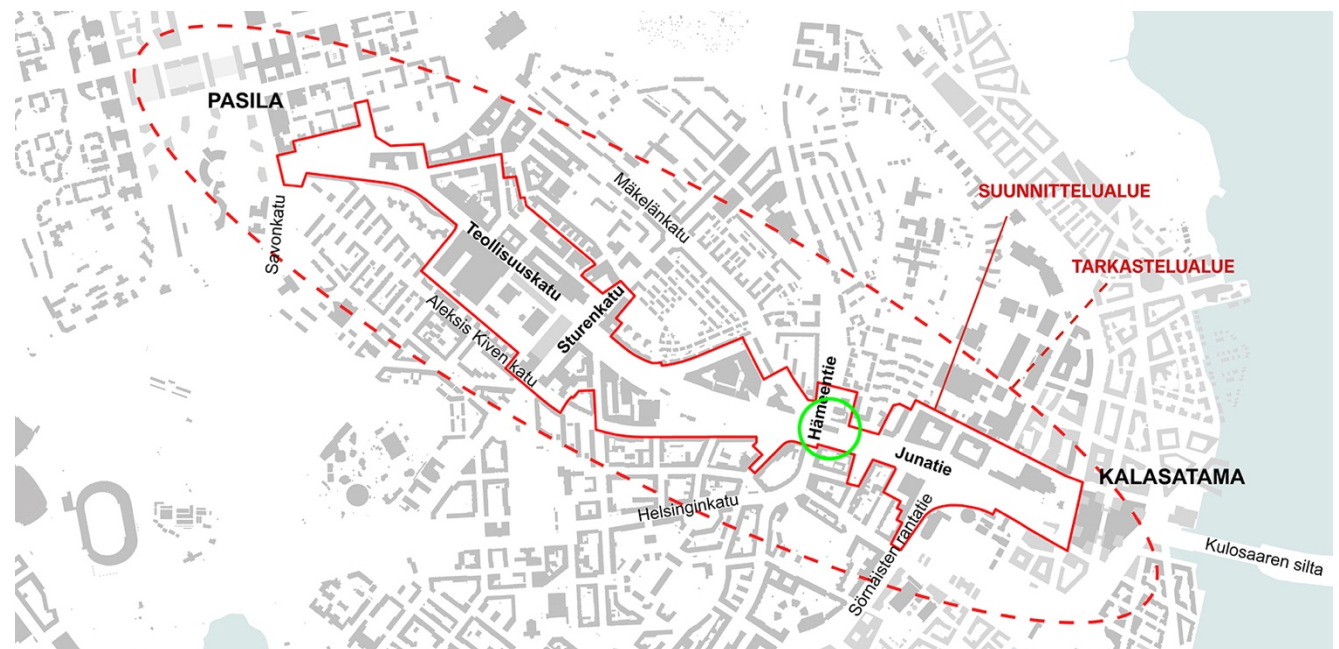 PASILA
Mäkelänkatu
SUUNNITTELUALUE
Savonkatu
Teollisuuskatu
TARKASTELUALUE
Sturenkatu
Aleksis Kiven katu
Hämeentie
Junatie
KALASATAMA
Helsinginkatu
Sörnäisten rantatie
Kulosaaren silta